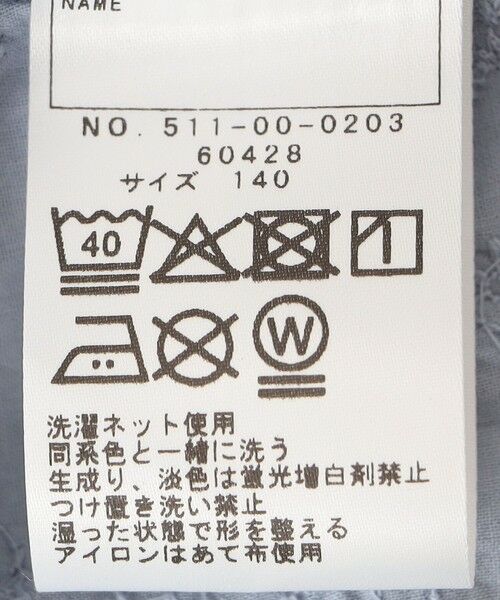 NAME
NO. 511-00-0203
60428
サイズ 140
40
W
洗濯ネット使用
同系色と一緒に洗う
生成り、淡色は蛍光増白剤禁止
つけ置き洗い禁止
湿った状態で形を整える
アイロンはあて布使用